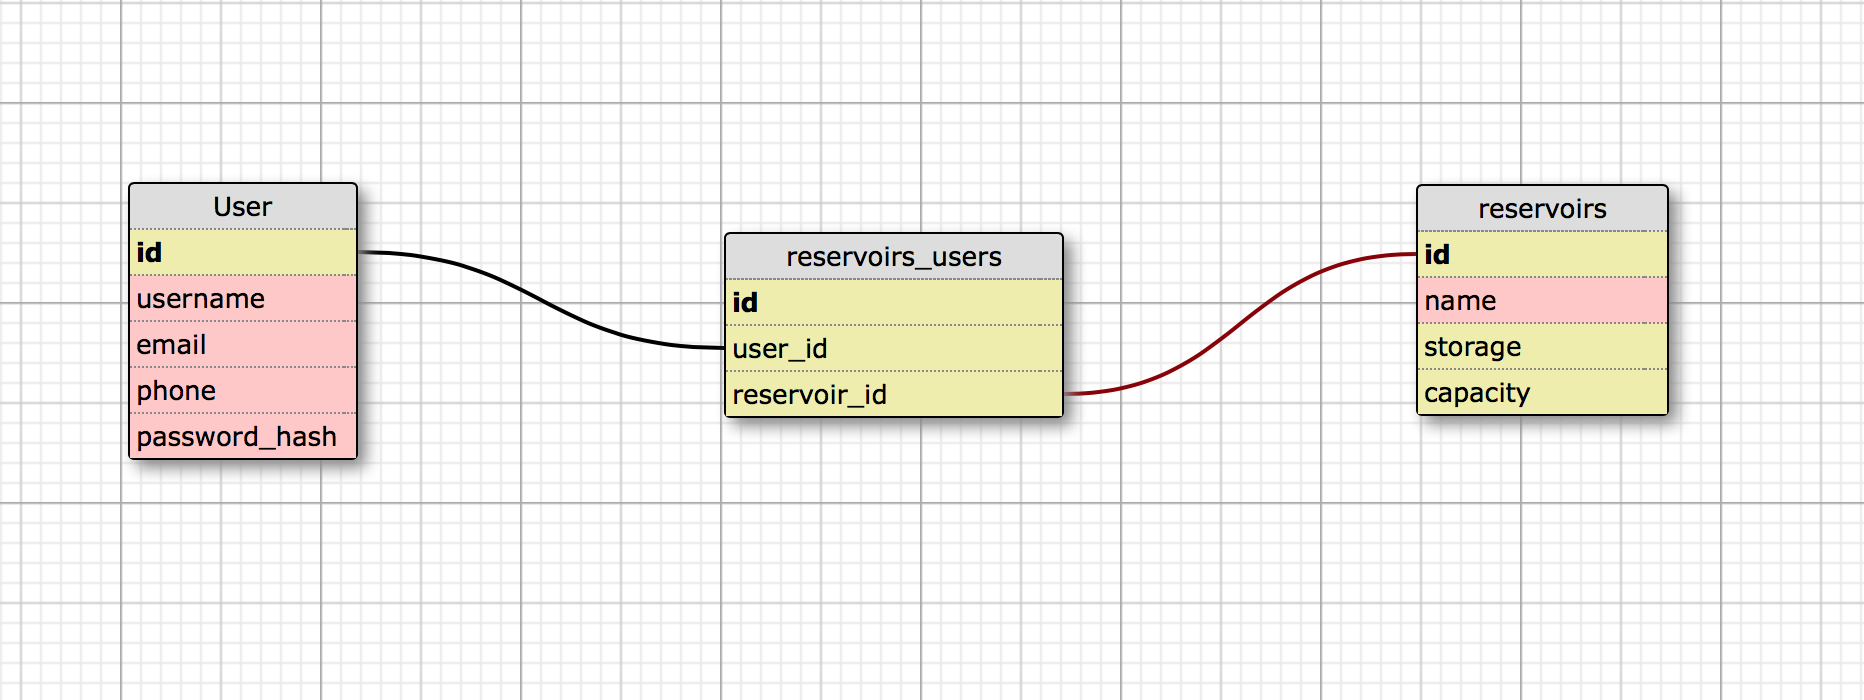 User
id
username
email
phone
password_hash
reservoirs_users
id
user_id
reservoir_id
reservoirs
id
name
storage
capacity